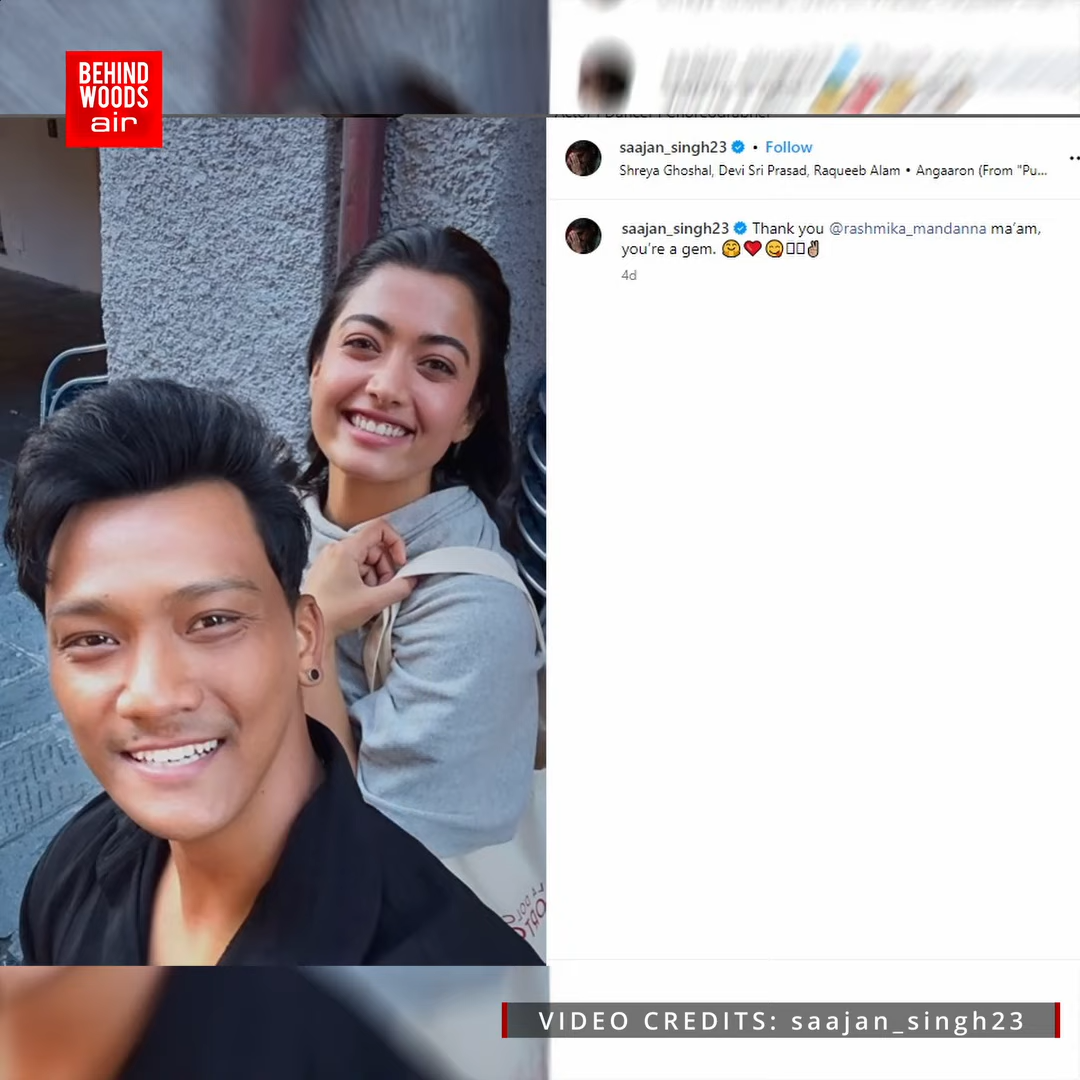 BEHIND
WOODS
air
saajan_singh23 • Follow
Shreya Ghoshal, Devi Sri Prasad, Raqueeb Alam • Angaaron (From "Pu...
saajan_singh23 Thank you @rashmika_mandanna ma'am,
you're a gem. 🤗❤️😋✌🏽
4d
VIDEO CREDITS: saajan_singh23